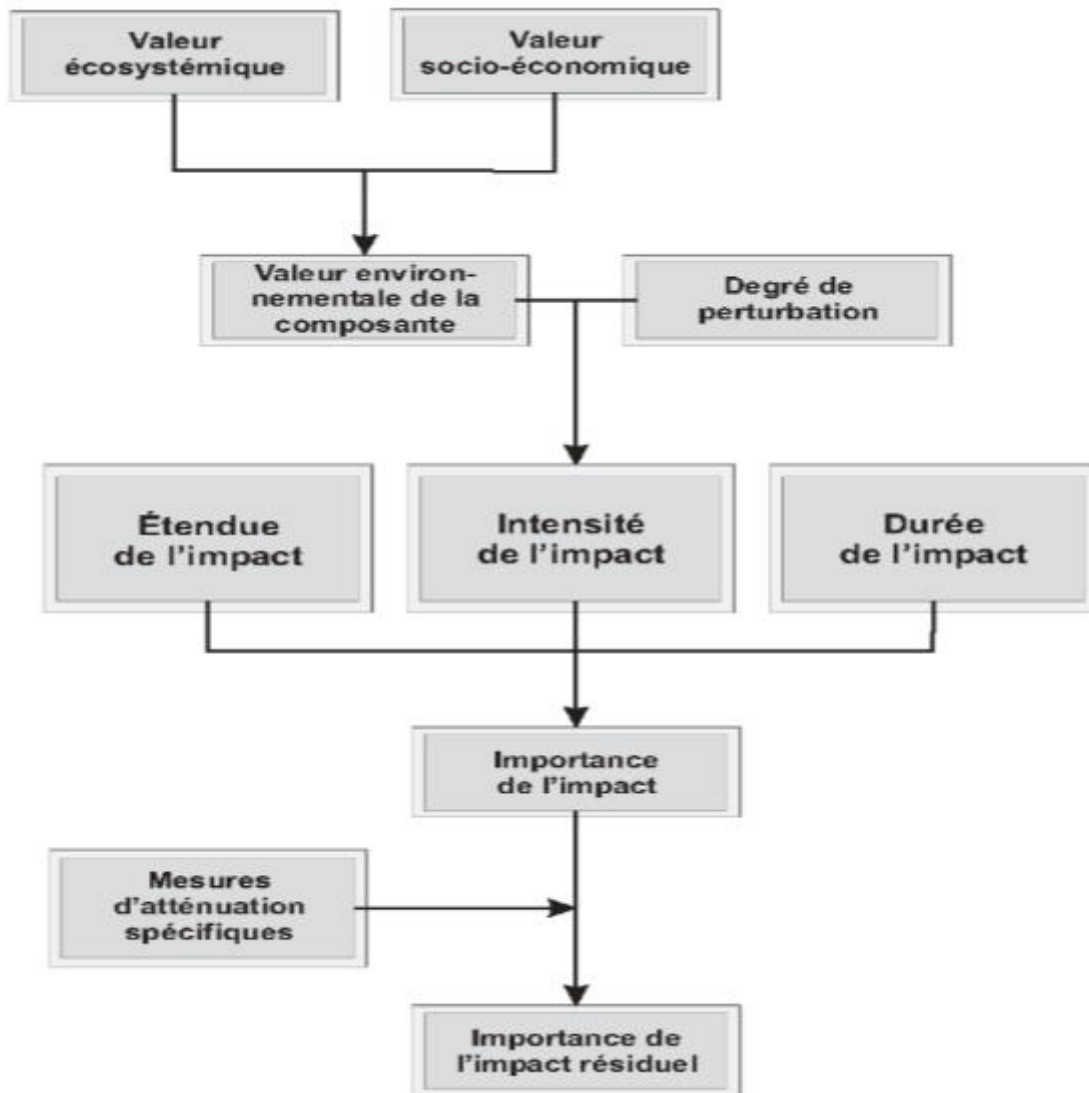 Valeur
écosystémique
Valeur
socio-économique
Valeur environ-
nementale de la
composante
Degré de
perturbation
Étendue
de l'impact
Intensité
de l'impact
Durée
de l'impact
Importance
de l'impact
Mesures
d'atténuation
spécifiques
Importance de
l'impact résiduel